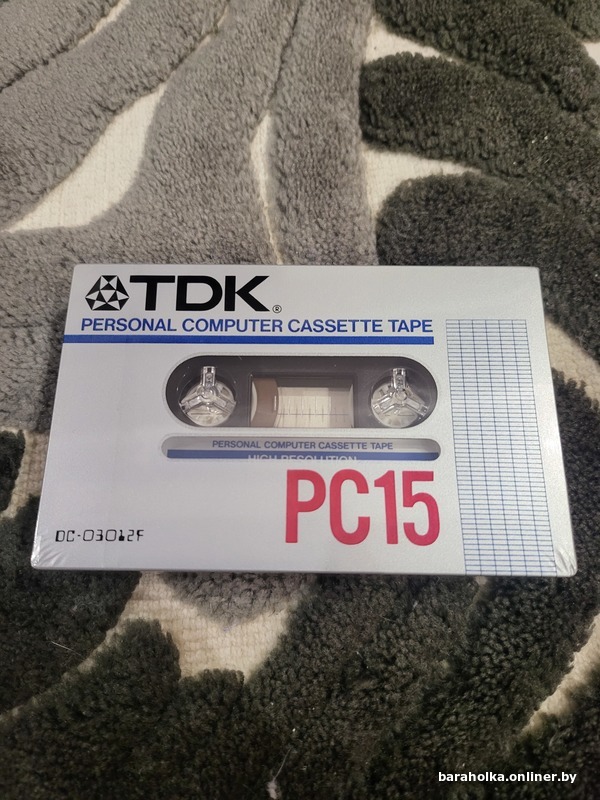 TDK®
PERSONAL COMPUTER CASSETTE TAPE
PERSONAL COMPUTER CASSETTE TAPE
HIGH RESOLUTION
PC15
DC-03012F
baraholka.onliner.by